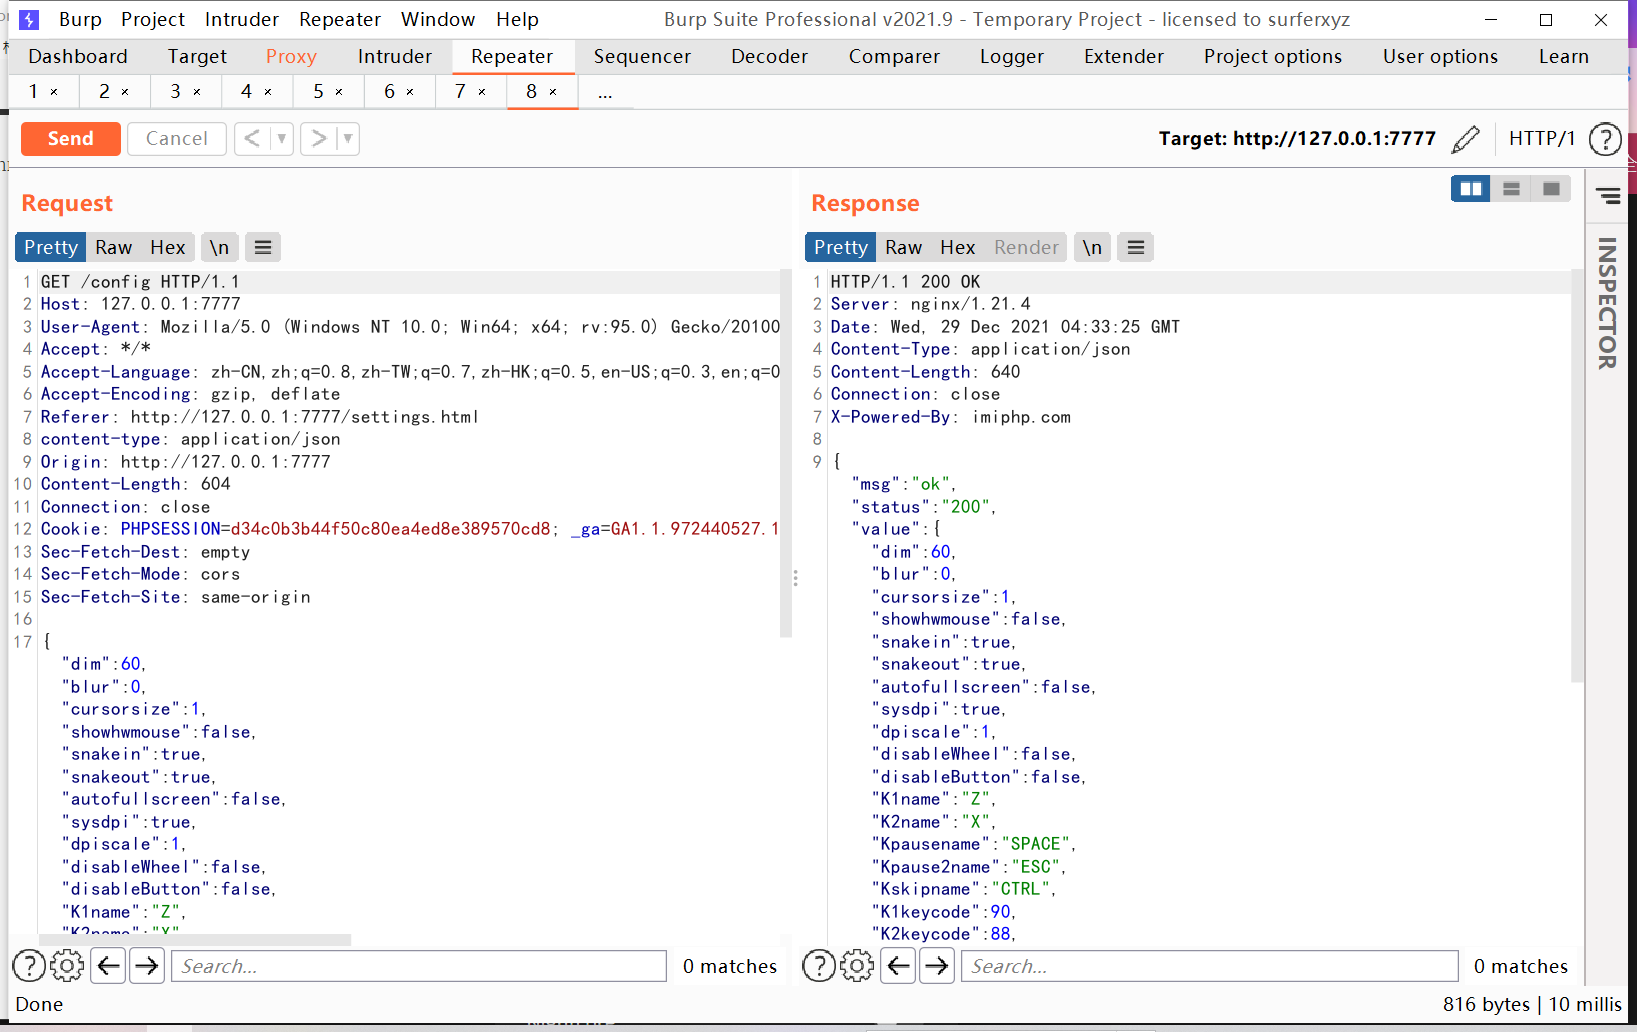 Burp Project Intruder Repeater Window Help Burp Suite Professional v2021.9 - Temporary Project - licensed to surferxyz
Dashboard Target Proxy Intruder Repeater Sequencer Decoder Comparer Logger Extender Project options User options Learn
1 × 2 × 3 × 4 × 5 × 6 × 7 × 8 × ...
Send Cancel < > Target: http://127.0.0.1:7777 HTTP/1 ?
Request
Pretty Raw Hex \n
1 GET /config HTTP/1.1
2 Host: 127.0.0.1:7777
3 User-Agent: Mozilla/5.0 (Windows NT 10.0; Win64; x64; rv:95.0) Gecko/20100
4 Accept: */*
5 Accept-Language: zh-CN,zh;q=0.8,zh-TW;q=0.7,zh-HK;q=0.5,en-US;q=0.3,en;q=0
6 Accept-Encoding: gzip, deflate
7 Referer: http://127.0.0.1:7777/settings.html
8 content-type: application/json
9 Origin: http://127.0.0.1:7777
10 Content-Length: 604
11 Connection: close
12 Cookie: PHPSESSION=d34c0b3b44f50c80ea4ed8e389570cd8; _ga=GA1.1.972440527.1
13 Sec-Fetch-Dest: empty
14 Sec-Fetch-Mode: cors
15 Sec-Fetch-Site: same-origin
16
17 {
"dim":60,
"blur":0,
"cursorsize":1,
"showhwmouse":false,
"snakein":true,
"snakeout":true,
"autofullscreen":false,
"sysdpi":true,
"dpiscale":1,
"disableWheel":false,
"disableButton":false,
"K1name":"Z",
"K2name":"X"
? Search... 0 matches
Response
Pretty Raw Hex Render \n
1 HTTP/1.1 200 OK
2 Server: nginx/1.21.4
3 Date: Wed, 29 Dec 2021 04:33:25 GMT
4 Content-Type: application/json
5 Content-Length: 640
6 Connection: close
7 X-Powered-By: imiphp.com
8
9 {
"msg":"ok",
"status":"200",
"value":{
"dim":60,
"blur":0,
"cursorsize":1,
"showhwmouse":false,
"snakein":true,
"snakeout":true,
"autofullscreen":false,
"sysdpi":true,
"dpiscale":1,
"disableWheel":false,
"disableButton":false,
"K1name":"Z",
"K2name":"X",
"Kpausename":"SPACE",
"Kpause2name":"ESC",
"Kskipname":"CTRL",
"K1keycode":90,
"K2keycode":88,
? Search... 0 matches
INSPECTOR
Done 816 bytes | 10 millis